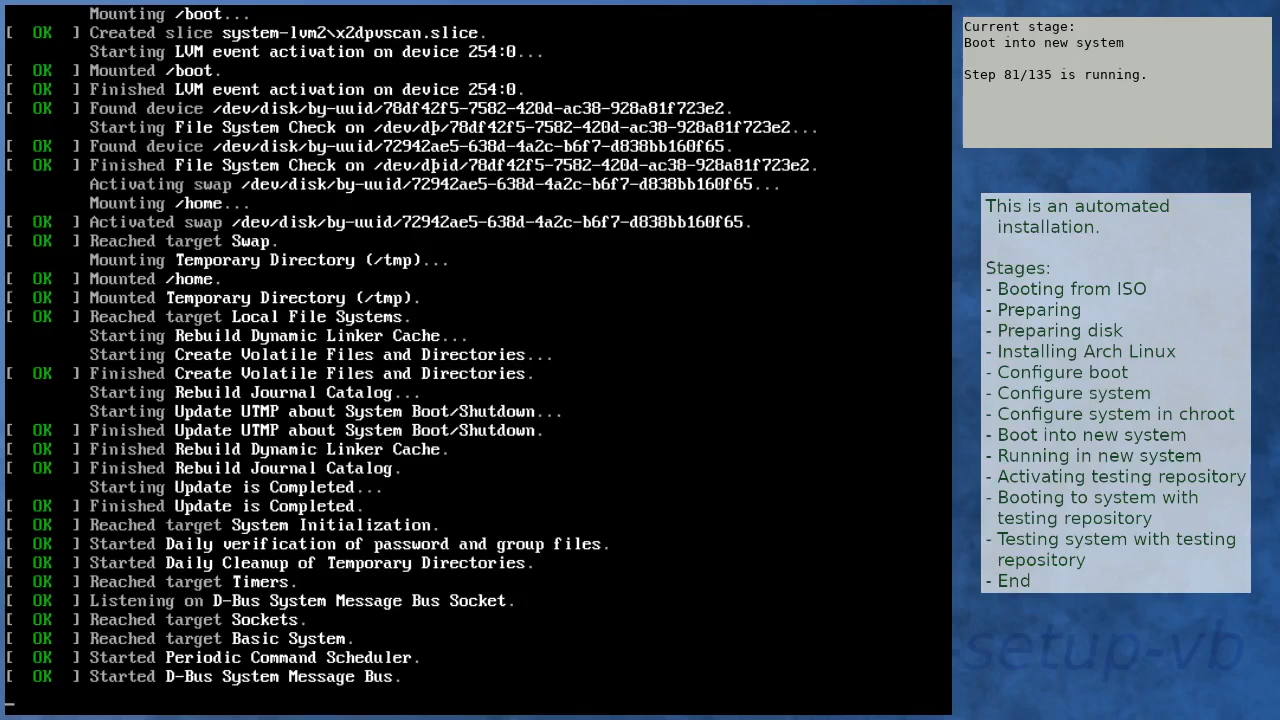 Mounting /boot...
[  OK  ] Created slice system-lvm2\x2dpvscan.slice.
Starting LVM event activation on device 254:0...
[  OK  ] Mounted /boot.
[  OK  ] Finished LVM event activation on device 254:0.
[  OK  ] Found device /dev/disk/by-uuid/78df42f5-7582-420d-ac38-928a81f723e2.
Starting File System Check on /dev/dþ/78df42f5-7582-420d-ac38-928a81f723e2...
[  OK  ] Found device /dev/disk/by-uuid/72942ae5-638d-4a2c-b6f7-d838bb160f65.
[  OK  ] Finished File System Check on /dev/dþid/78df42f5-7582-420d-ac38-928a81f723e2.
Activating swap /dev/disk/by-uuid/72942ae5-638d-4a2c-b6f7-d838bb160f65...
Mounting /home...
[  OK  ] Activated swap /dev/disk/by-uuid/72942ae5-638d-4a2c-b6f7-d838bb160f65.
[  OK  ] Reached target Swap.
Mounting Temporary Directory (/tmp)...
[  OK  ] Mounted /home.
[  OK  ] Mounted Temporary Directory (/tmp).
[  OK  ] Reached target Local File Systems.
Starting Rebuild Dynamic Linker Cache...
Starting Create Volatile Files and Directories...
[  OK  ] Finished Create Volatile Files and Directories.
Starting Rebuild Journal Catalog...
Starting Update UTMP about System Boot/Shutdown...
[  OK  ] Finished Update UTMP about System Boot/Shutdown.
[  OK  ] Finished Rebuild Dynamic Linker Cache.
[  OK  ] Finished Rebuild Journal Catalog.
Starting Update is Completed...
[  OK  ] Finished Update is Completed.
[  OK  ] Reached target System Initialization.
[  OK  ] Started Daily verification of password and group files.
[  OK  ] Started Daily Cleanup of Temporary Directories.
[  OK  ] Reached target Timers.
[  OK  ] Listening on D-Bus System Message Bus Socket.
[  OK  ] Reached target Sockets.
[  OK  ] Reached target Basic System.
[  OK  ] Started Periodic Command Scheduler.
[  OK  ] Started D-Bus System Message Bus.
_
Current stage:
Boot into new system
Step 81/135 is running.
This is an automated
installation.
Stages:
- Booting from ISO
- Preparing
- Preparing disk
- Installing Arch Linux
- Configure boot
- Configure system
- Configure system in chroot
- Boot into new system
- Running in new system
- Activating testing repository
- Booting to system with
testing repository
- Testing system with testing
repository
- End
-setup-vb